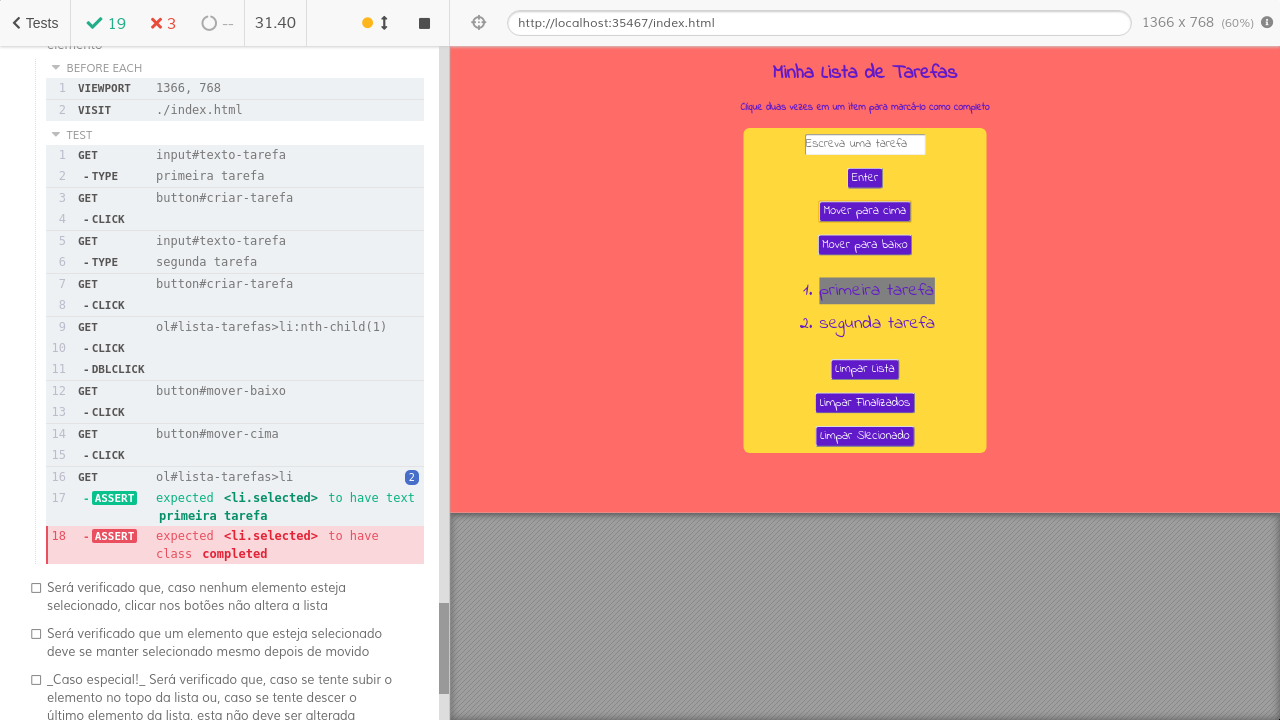 Tests 19 3 -- 31.40
http://localhost:35467/index.html 1366 x 768 (60%)
elemento
BEFORE EACH
1 VIEWPORT 1366, 768
2 VISIT ./index.html
TEST
1 GET input#texto-tarefa
2 - TYPE primeira tarefa
3 GET button#criar-tarefa
4 - CLICK
5 GET input#texto-tarefa
6 - TYPE segunda tarefa
7 GET button#criar-tarefa
8 - CLICK
9 GET ol#lista-tarefas>li:nth-child(1)
10 - CLICK
11 - DBLCLICK
12 GET button#mover-baixo
13 - CLICK
14 GET button#mover-cima
15 - CLICK
16 GET ol#lista-tarefas>li 2
17 - ASSERT expected <li.selected> to have text
primeira tarefa
18 - ASSERT expected <li.selected> to have
class completed
Será verificado que, caso nenhum elemento esteja
selecionado, clicar nos botões não altera a lista
Será verificado que um elemento que esteja selecionado
deve se manter selecionado mesmo depois de movido
_Caso especial!_ Será verificado que, caso se tente subir o
elemento no topo da lista ou, caso se tente descer o
último elemento da lista, esta não deve ser alterada
Minha Lista de Tarefas
Clique duas vezes em um item para marcá-lo como completo
Escreva uma tarefa
Enter
Mover para cima
Mover para baixo
1. primeira tarefa
2. segunda tarefa
Limpar Lista
Limpar Finalizados
Limpar Slecionado